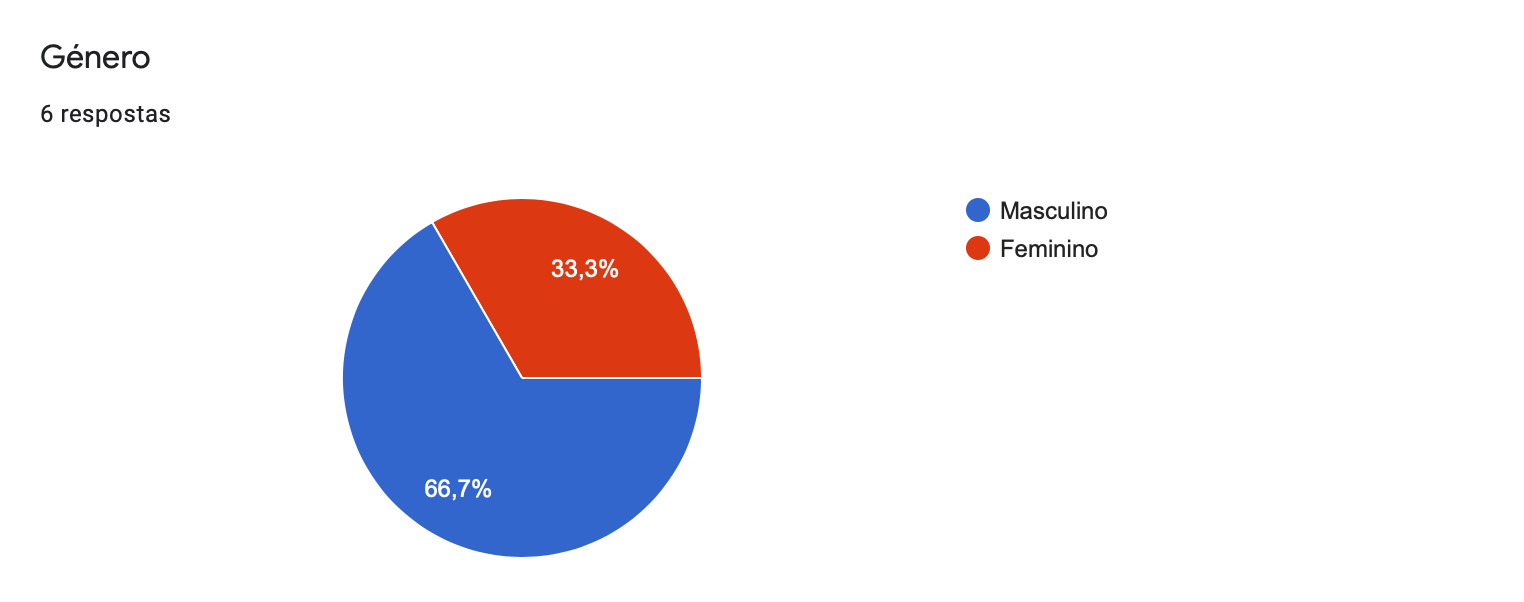 Género
6 respostas
Masculino
Feminino
33,3%
66,7%